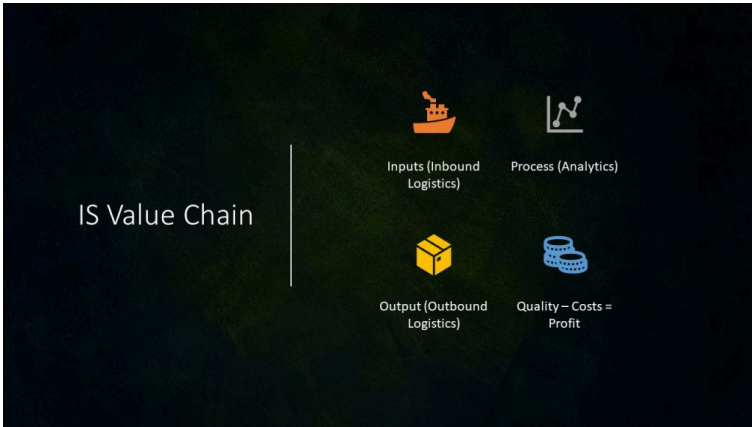 IS Value Chain
Inputs (Inbound
Logistics)
Process (Analytics)
Output (Outbound
Logistics)
Quality – Costs =
Profit